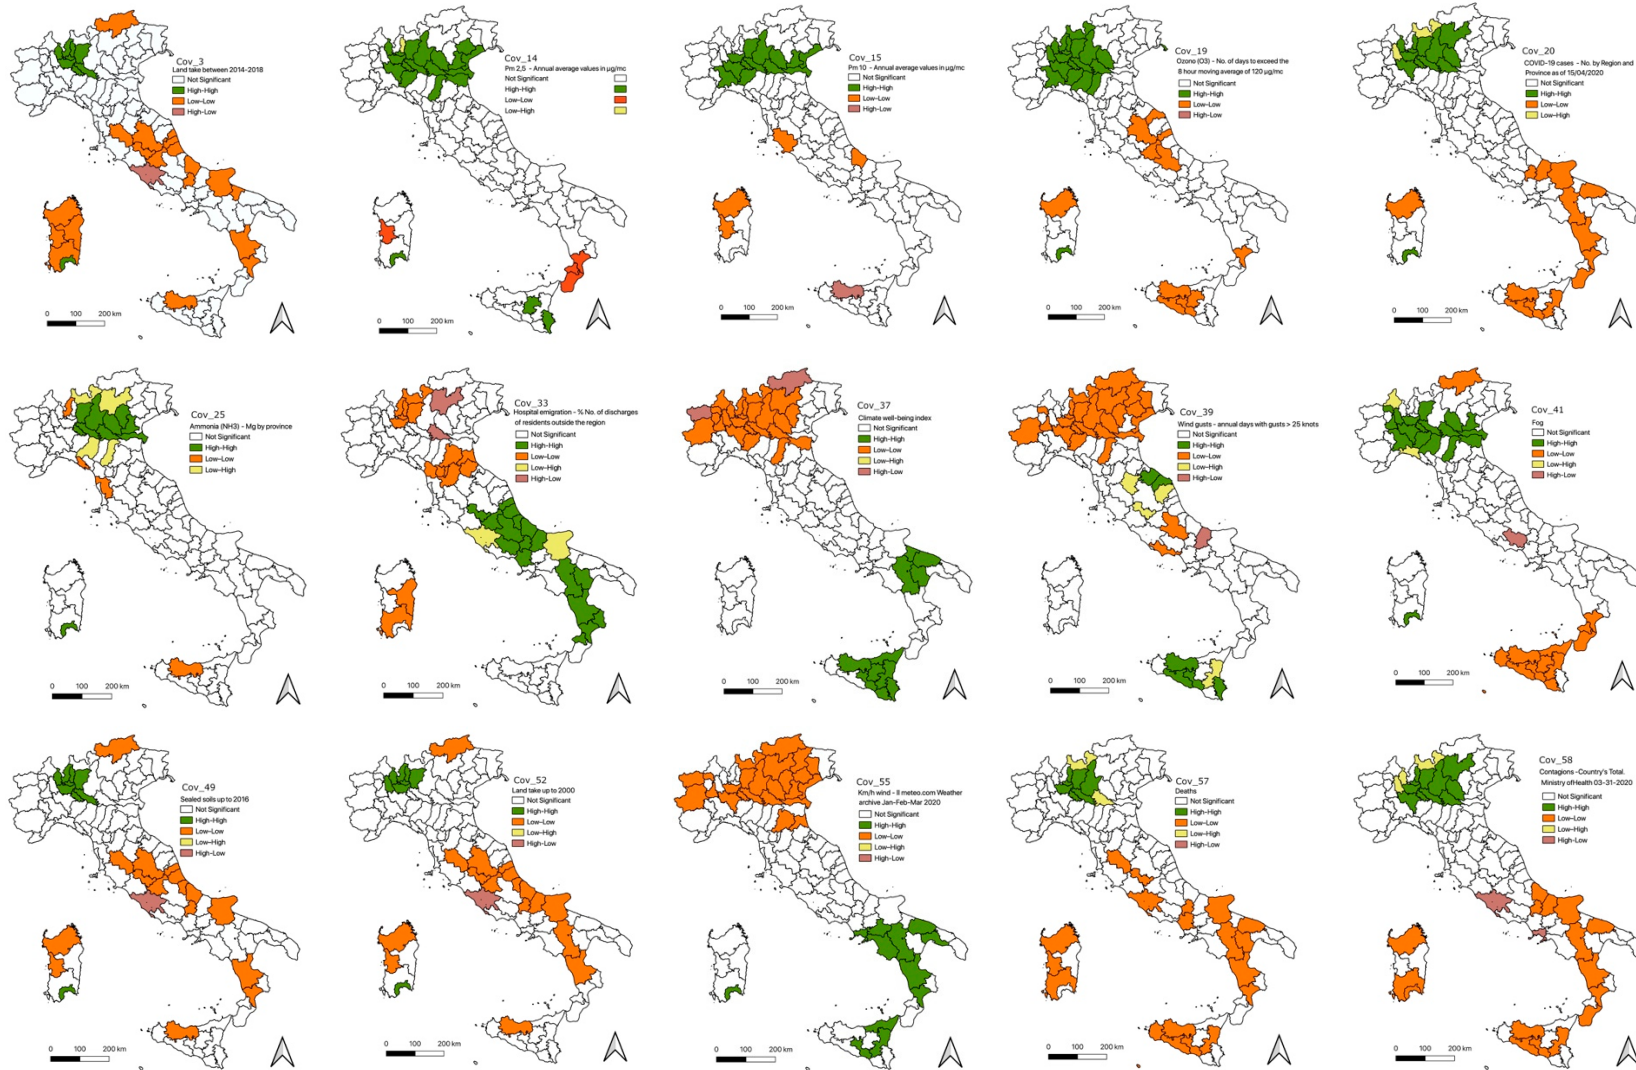 Cov_3
Land take between 2014-2018
Not Significant
High-High
Low-Low
High-Low
0 100 200 km
Cov_14
Pm 2,5 - Annual average values in µg/mc
Not Significant
High-High
Low-Low
Low-High
0 100 200 km
Cov_15
Pm 10 - Annual average values in µg/mc
Not Significant
High-High
Low-Low
High-Low
0 100 200 km
Cov_19
Ozono (O3) - No. of days to exceed the
8 hour moving average of 120 µg/mc
Not Significant
High-High
Low-Low
High-Low
0 100 200 km
Cov_20
COVID-19 cases - No. by Region and
Province as of 15/04/2020
Not Significant
High-High
Low-Low
Low-High
0 100 200 km
Cov_25
Ammonia (NH3) - Mg by province
Not Significant
High-High
Low-Low
Low-High
0 100 200 km
Cov_33
Hospital emigration - % No. of discharges
of residents outside the region
Not Significant
High-High
Low-Low
Low-High
High-Low
0 100 200 km
Cov_37
Climate well-being index
Not Significant
High-High
Low-Low
Low-High
High-Low
0 100 200 km
Cov_39
Wind gusts - annual days with gusts > 25 knots
Not Significant
High-High
Low-Low
Low-High
High-Low
0 100 200 km
Cov_41
Fog
Not Significant
High-High
Low-Low
Low-High
High-Low
0 100 200 km
Cov_49
Sealed soils up to 2016
Not Significant
High-High
Low-Low
Low-High
High-Low
0 100 200 km
Cov_52
Land take up to 2000
Not Significant
High-High
Low-Low
Low-High
High-Low
0 100 200 km
Cov_55
Km/h wind - Il meteo.com Weather
archive Jan-Feb-Mar 2020
Not Significant
High-High
Low-Low
Low-High
High-Low
0 100 200 km
Cov_57
Deaths
Not Significant
High-High
Low-Low
Low-High
High-Low
0 100 200 km
Cov_58
Contagions -Country's Total.
Ministry of Health 03-31-2020
Not Significant
High-High
Low-Low
Low-High
High-Low
0 100 200 km